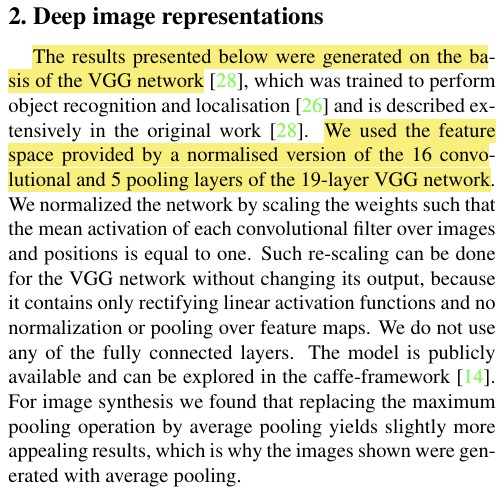 2. Deep image representations
The results presented below were generated on the ba-
sis of the VGG network [28], which was trained to perform
object recognition and localisation [26] and is described ex-
tensively in the original work [28]. We used the feature
space provided by a normalised version of the 16 convo-
lutional and 5 pooling layers of the 19-layer VGG network.
We normalized the network by scaling the weights such that
the mean activation of each convolutional filter over images
and positions is equal to one. Such re-scaling can be done
for the VGG network without changing its output, because
it contains only rectifying linear activation functions and no
normalization or pooling over feature maps. We do not use
any of the fully connected layers. The model is publicly
available and can be explored in the caffe-framework [14].
For image synthesis we found that replacing the maximum
pooling operation by average pooling yields slightly more
appealing results, which is why the images shown were gen-
erated with average pooling.